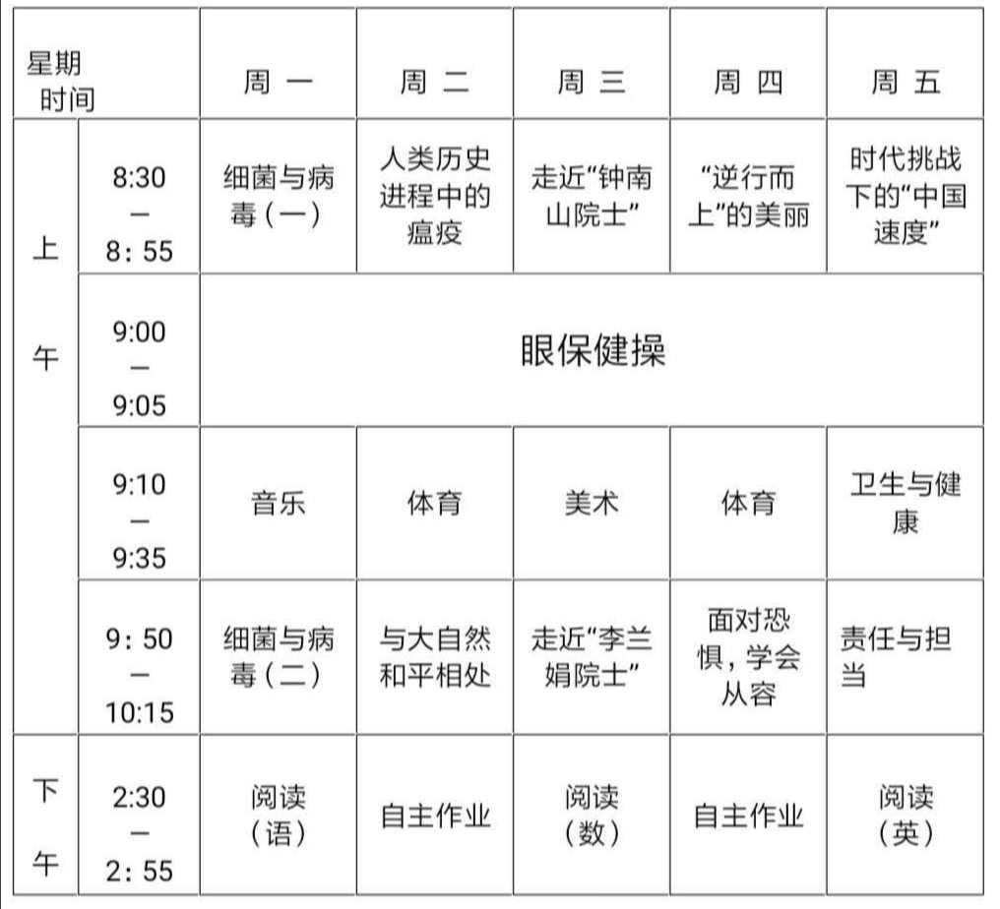 星期
时间
周 一
周 二
周 三
周 四
周 五
上
午
8:30
—
8: 55
细菌与病
毒(一)
人类历史
进程中的
瘟疫
走近“钟南
山院士”
“逆行而
上”的美丽
时代挑战
下的“中国
速度”
9:00
—
9:05
眼保健操
9:10
—
9:35
音乐
体育
美术
体育
卫生与健
康
9: 50
—
10:15
细菌与病
毒(二)
与大自然
和平相处
走近“李兰
娟院士”
面对恐
惧,学会
从容
责任与担
当
下
午
2:30
—
2: 55
阅读
(语)
自主作业
阅读
(数)
自主作业
阅读
(英)